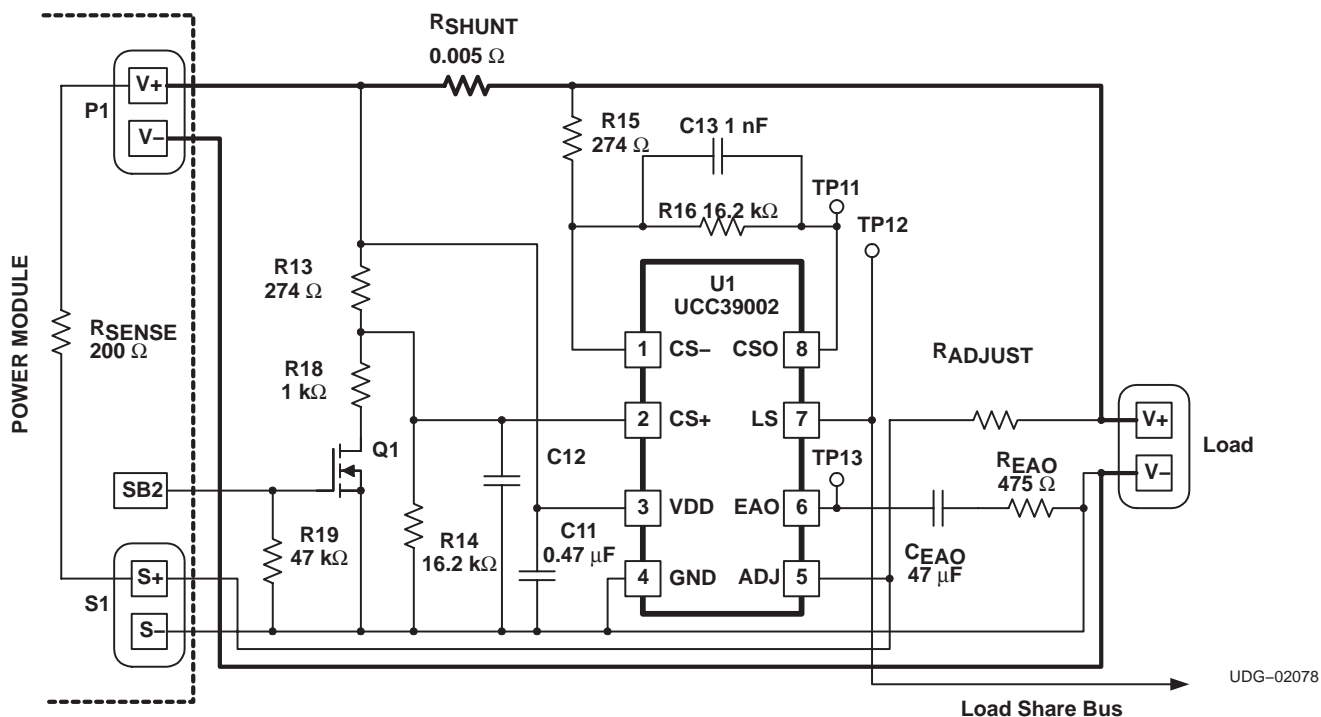 RSHUNT
0.005 Ω
V+
P1
V–
R15
274 Ω
C13 1 nF
TP11
R16 16.2 kΩ
TP12
POWER MODULE
RSENSE
200 Ω
R13
274 Ω
U1
UCC39002
1 CS– CSO 8
R18
1 kΩ
RADJUST
2 CS+ LS 7
V+
Load
V–
Q1
C12
TP13
REAO
475 Ω
SB2
3 VDD EAO 6
R19
47 kΩ
R14
16.2 kΩ
C11
0.47 μF
CEAO
47 μF
4 GND ADJ 5
S+
S1
S–
UDG–02078
Load Share Bus